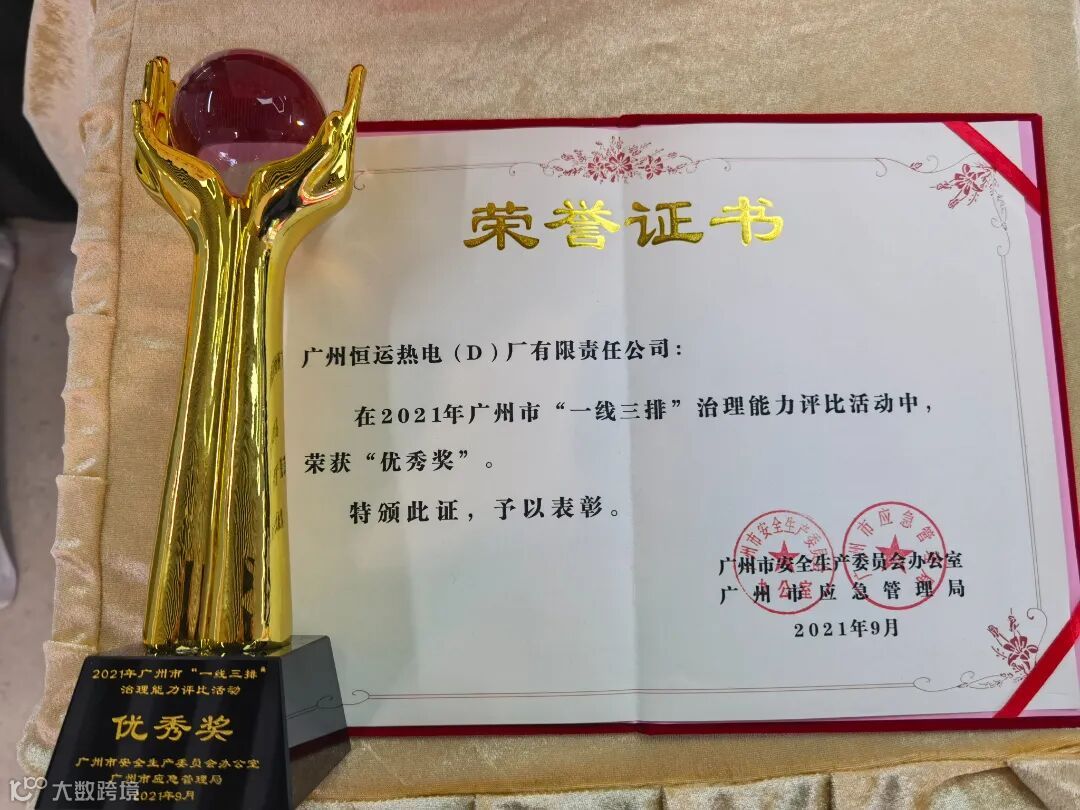 荣誉证书
广州恒运热电(D)厂有限责任公司:
在2021年广州市“一线三排”治理能力评比活动中,
荣获“优秀奖”。
特颁此证,予以表彰。
广州市安全生产委员会办公室
广州市应急管理局
2021年9月
2021年广州市“一线三排”
治理能力评比活动
优秀奖
广州市安全生产委员会办公室
广州市应急管理局
2021年9月
大数跨境